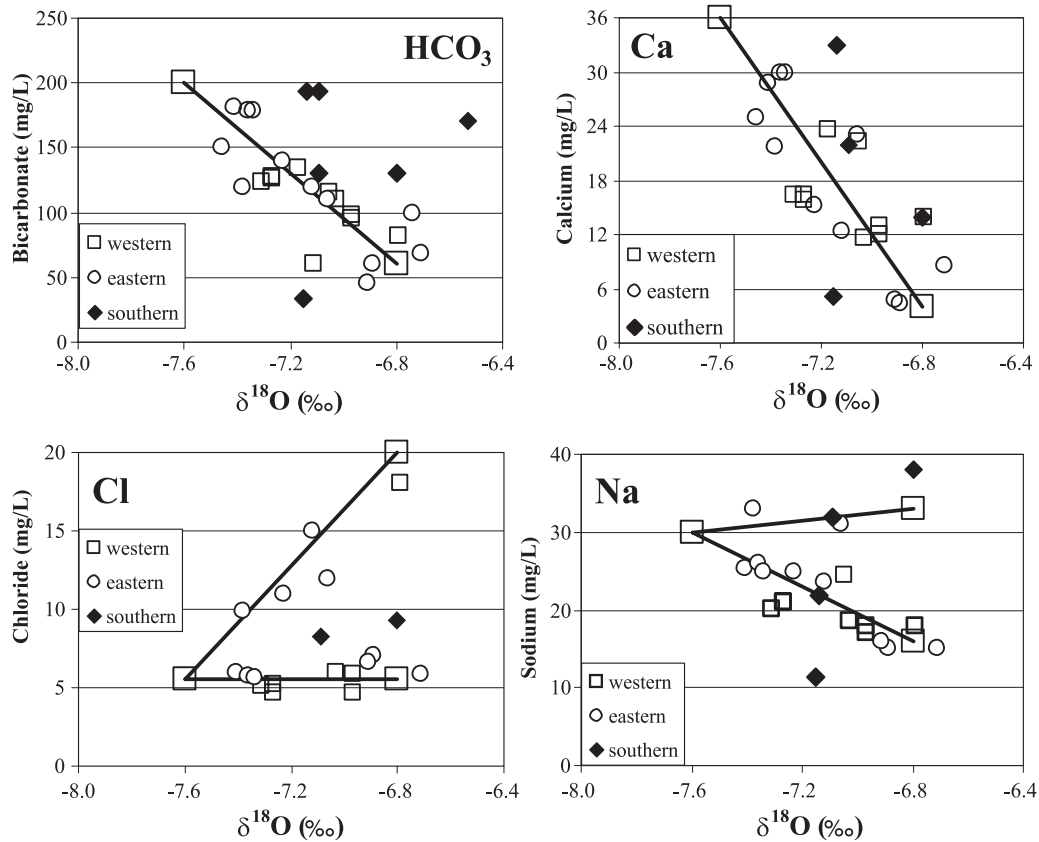 HCO3
Bicarbonate (mg/L)
250
200
150
100
50
0
western
eastern
southern
-8.0 -7.6 -7.2 -6.8 -6.4
δ18O (‰)
Ca
Calcium (mg/L)
36
30
24
18
12
6
0
western
eastern
southern
-8.0 -7.6 -7.2 -6.8 -6.4
δ18O (‰)
Cl
Chloride (mg/L)
20
15
10
5
0
western
eastern
southern
-8.0 -7.6 -7.2 -6.8 -6.4
δ18O (‰)
Na
Sodium (mg/L)
40
30
20
10
0
western
eastern
southern
-8.0 -7.6 -7.2 -6.8 -6.4
δ18O (‰)